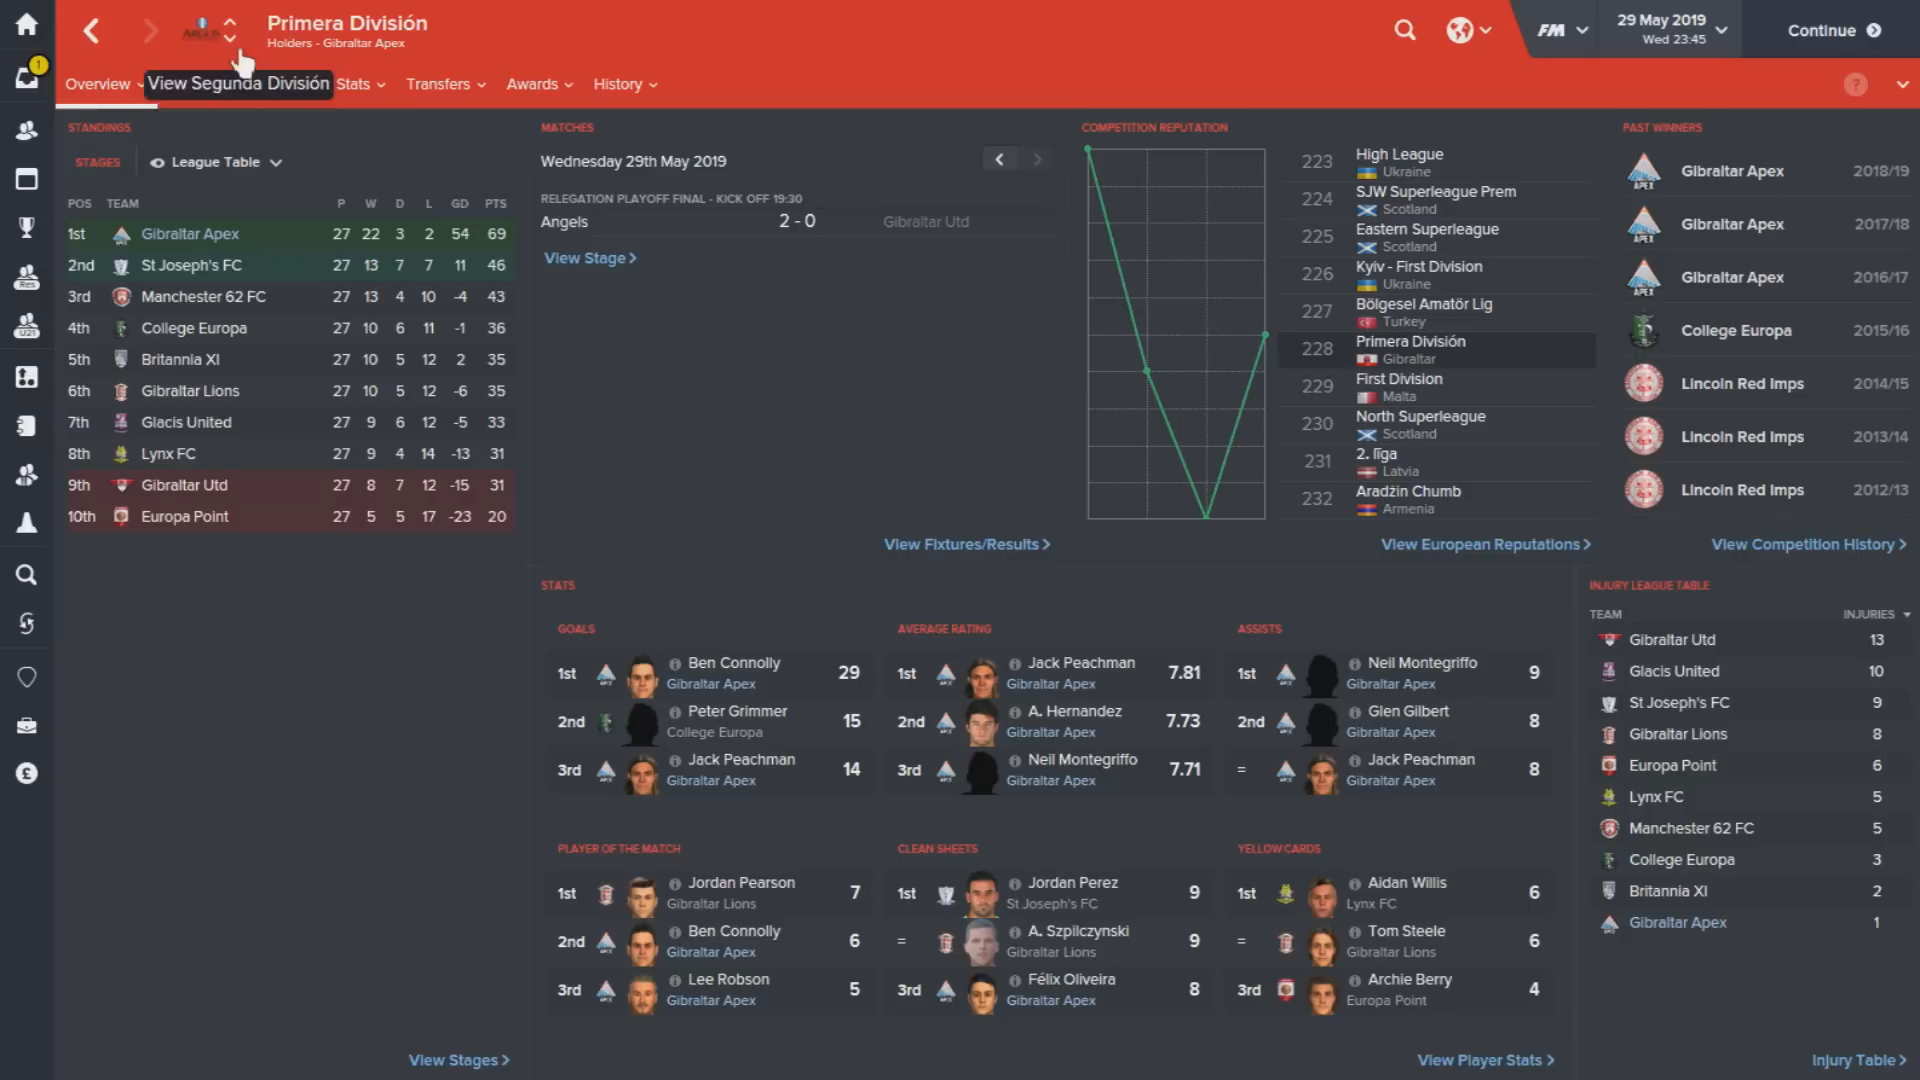 Primera División
Holders - Gibraltar Apex
FM
29 May 2019
Wed 23:45
Continue
1
Overview
View Segunda División
Stats
Transfers
Awards
History
?
STANDINGS
STAGES
League Table
POS TEAM P W D L GD PTS
1st Gibraltar Apex 27 22 3 2 54 69
2nd St Joseph's FC 27 13 7 7 11 46
3rd Manchester 62 FC 27 13 4 10 -4 43
4th College Europa 27 10 6 11 -1 36
5th Britannia XI 27 10 5 12 2 35
6th Gibraltar Lions 27 10 5 12 -6 35
7th Glacis United 27 9 6 12 -5 33
8th Lynx FC 27 9 4 14 -13 31
9th Gibraltar Utd 27 8 7 12 -15 31
10th Europa Point 27 5 5 17 -23 20
View Stages
MATCHES
Wednesday 29th May 2019
RELEGATION PLAYOFF FINAL - KICK OFF 19:30
Angels 2 - 0 Gibraltar Utd
View Stage
View Fixtures/Results
COMPETITION REPUTATION
223 High League
Ukraine
224 SJW Superleague Prem
Scotland
225 Eastern Superleague
Scotland
226 Kyiv - First Division
Ukraine
227 Bölgesel Amatör Lig
Turkey
228 Primera División
Gibraltar
229 First Division
Malta
230 North Superleague
Scotland
231 2. līga
Latvia
232 Aradżin Chumb
Armenia
View European Reputations
PAST WINNERS
Gibraltar Apex 2018/19
Gibraltar Apex 2017/18
Gibraltar Apex 2016/17
College Europa 2015/16
Lincoln Red Imps 2014/15
Lincoln Red Imps 2013/14
Lincoln Red Imps 2012/13
View Competition History
STATS
GOALS
1st Ben Connolly 29
Gibraltar Apex
2nd Peter Grimmer 15
College Europa
3rd Jack Peachman 14
Gibraltar Apex
AVERAGE RATING
1st Jack Peachman 7.81
Gibraltar Apex
2nd A. Hernandez 7.73
Gibraltar Apex
3rd Neil Montegriffo 7.71
Gibraltar Apex
ASSISTS
1st Neil Montegriffo 9
Gibraltar Apex
2nd Glen Gilbert 8
Gibraltar Apex
= Jack Peachman 8
Gibraltar Apex
PLAYER OF THE MATCH
1st Jordan Pearson 7
Gibraltar Lions
2nd Ben Connolly 6
Gibraltar Apex
3rd Lee Robson 5
Gibraltar Apex
CLEAN SHEETS
1st Jordan Perez 9
St Joseph's FC
= A. Szpilczynski 9
Gibraltar Lions
3rd Félix Oliveira 8
Gibraltar Apex
YELLOW CARDS
1st Aidan Willis 6
Lynx FC
= Tom Steele 6
Gibraltar Lions
3rd Archie Berry 4
Europa Point
View Player Stats
INJURY LEAGUE TABLE
TEAM INJURIES
Gibraltar Utd 13
Glacis United 10
St Joseph's FC 9
Gibraltar Lions 8
Europa Point 6
Lynx FC 5
Manchester 62 FC 5
College Europa 3
Britannia XI 2
Gibraltar Apex 1
Injury Table